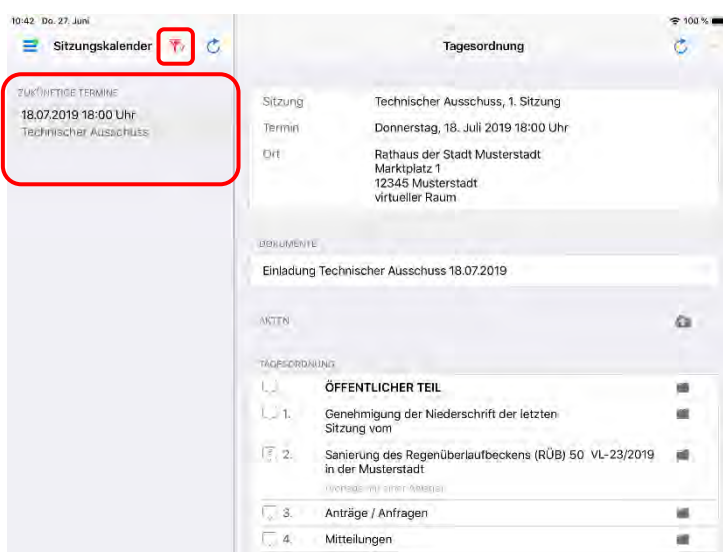 10:42 Do. 27. Juni
100 %
Sitzungskalender
Tagesordnung
ZUKÜNFTIGE TERMINE
18.07.2019 18:00 Uhr
Technischer Ausschuss
Sitzung Technischer Ausschuss, 1. Sitzung
Termin Donnerstag, 18. Juli 2019 18:00 Uhr
Ort Rathaus der Stadt Musterstadt
Marktplatz 1
12345 Musterstadt
virtueller Raum
DOKUMENTE
Einladung Technischer Ausschuss 18.07.2019
AKTEN
TAGESORDNUNG
ÖFFENTLICHER TEIL
1. Genehmigung der Niederschrift der letzten
Sitzung vom
2. Sanierung des Regenüberlaufbeckens (RÜB) 50 VL-23/2019
in der Musterstadt
3. Anträge / Anfragen
4. Mitteilungen